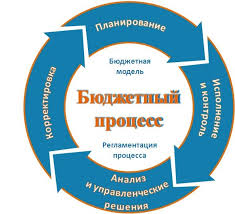 Планирование
Бюджетная
модель
Исполнение
и контроль
Бюджетный
процесс
Корректировка
Регламентация
процесса
Анализ
и управленческие
решения